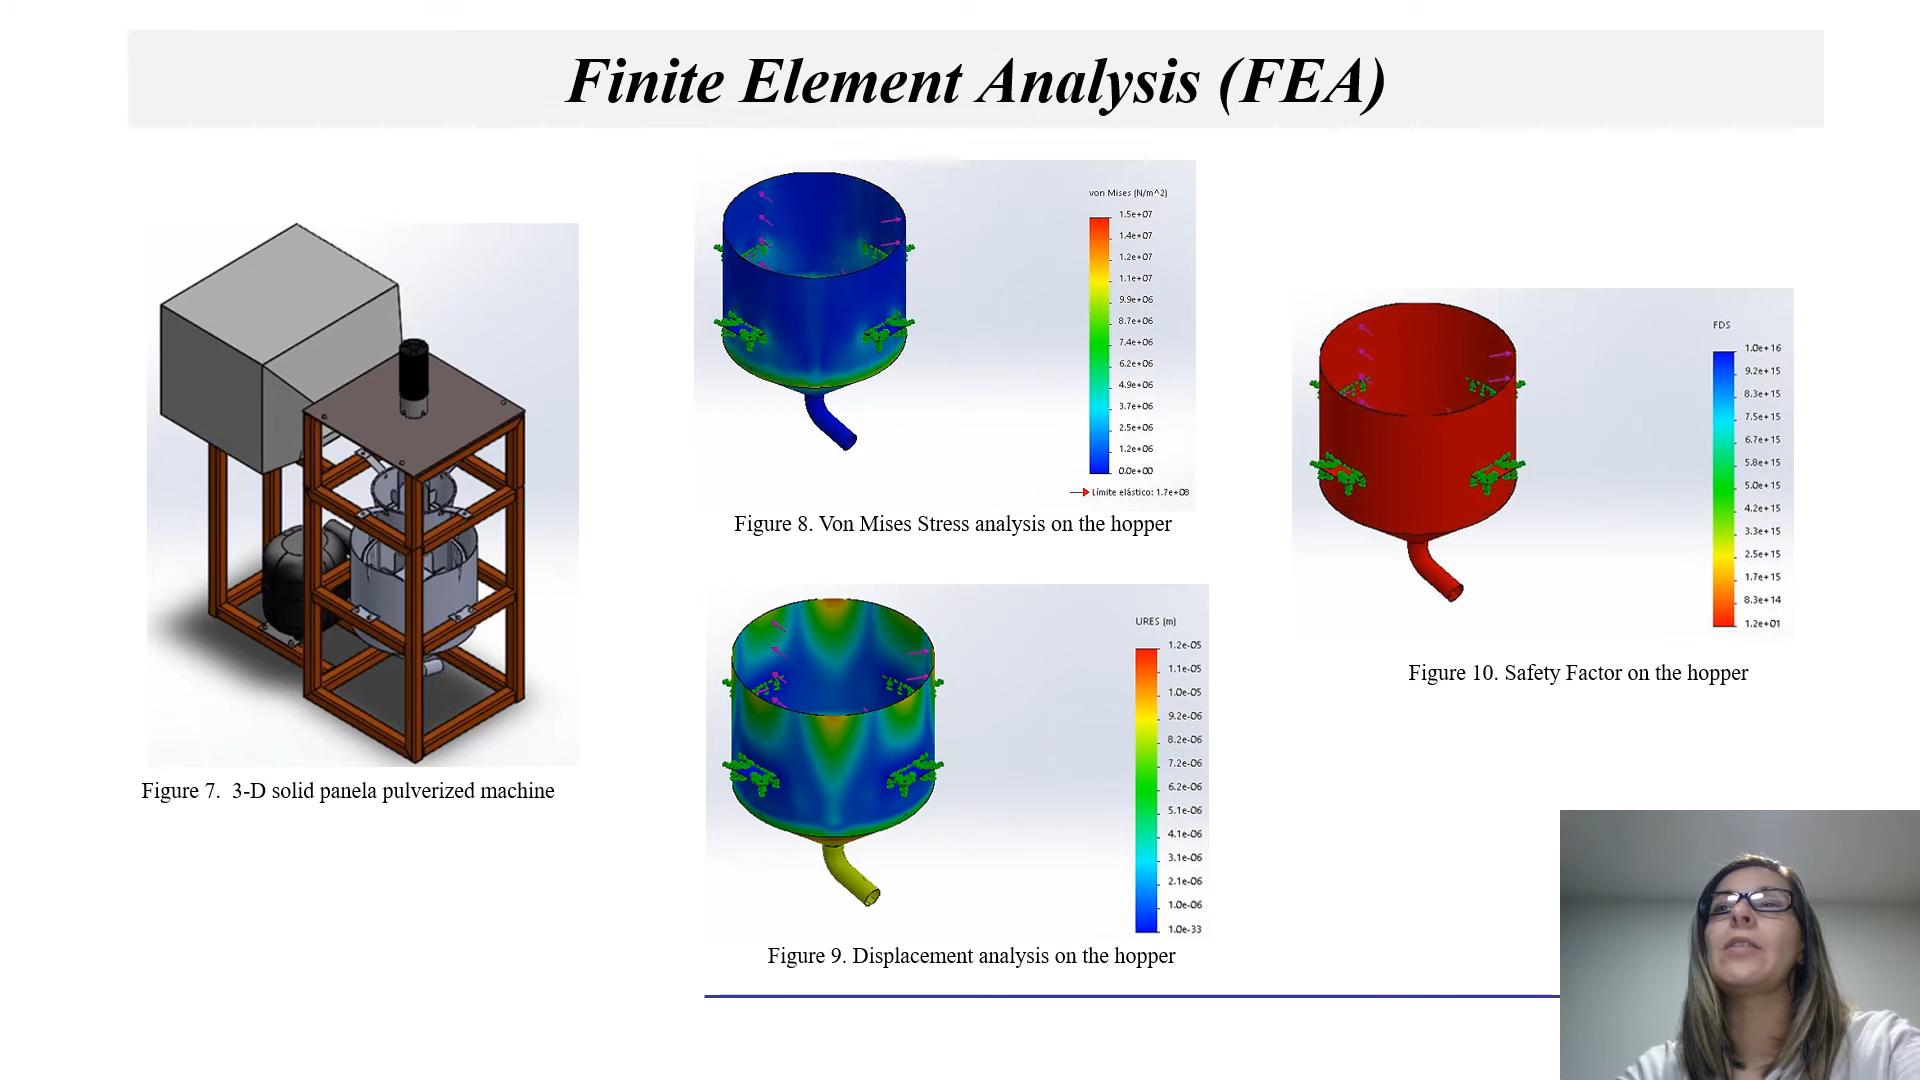 Finite Element Analysis (FEA)
von Mises (N/m^2)
1.5e+07
1.4e+07
1.2e+07
1.1e+07
9.9e+06
8.7e+06
7.4e+06
6.2e+06
4.9e+06
3.7e+06
2.5e+06
1.2e+06
0.0e+00
Límite elástico: 1.7e+08
Figure 8. Von Mises Stress analysis on the hopper
FDS
1.0e+16
9.2e+15
8.3e+15
7.5e+15
6.7e+15
5.8e+15
5.0e+15
4.2e+15
3.3e+15
2.5e+15
1.7e+15
8.3e+14
1.2e+01
Figure 10. Safety Factor on the hopper
Figure 7. 3-D solid panela pulverized machine
URES (m)
1.2e-05
1.1e-05
1.0e-05
9.2e-06
8.2e-06
7.2e-06
6.2e-06
5.1e-06
4.1e-06
3.1e-06
2.1e-06
1.0e-06
1.0e-33
Figure 9. Displacement analysis on the hopper